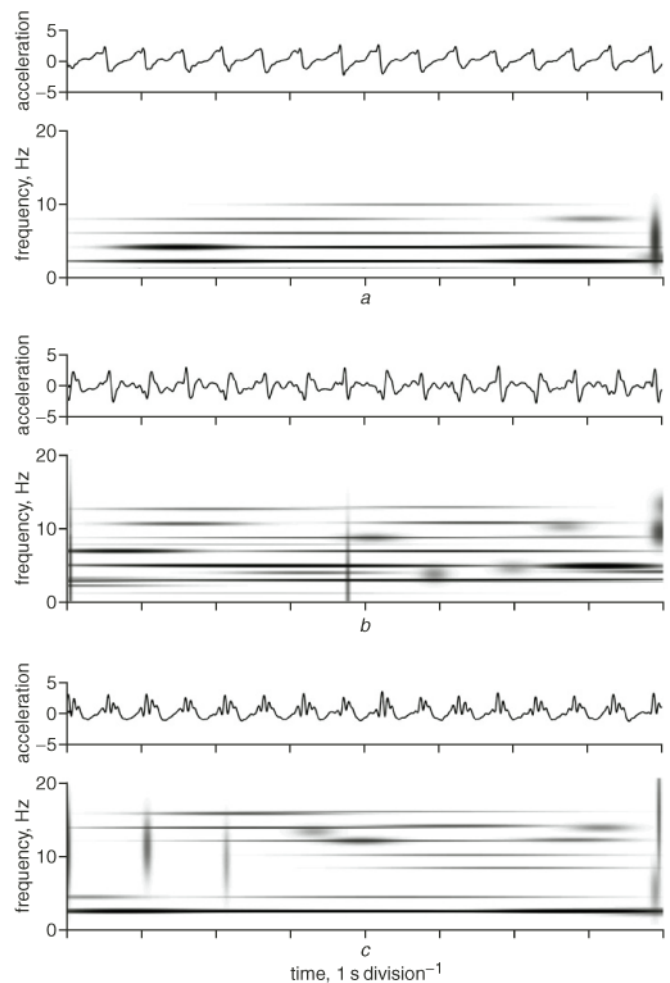 acceleration
5
0
−5
frequency, Hz
20
10
0
a
acceleration
5
0
−5
frequency, Hz
20
10
0
b
acceleration
5
0
−5
frequency, Hz
20
10
0
c
time, 1 s division⁻¹